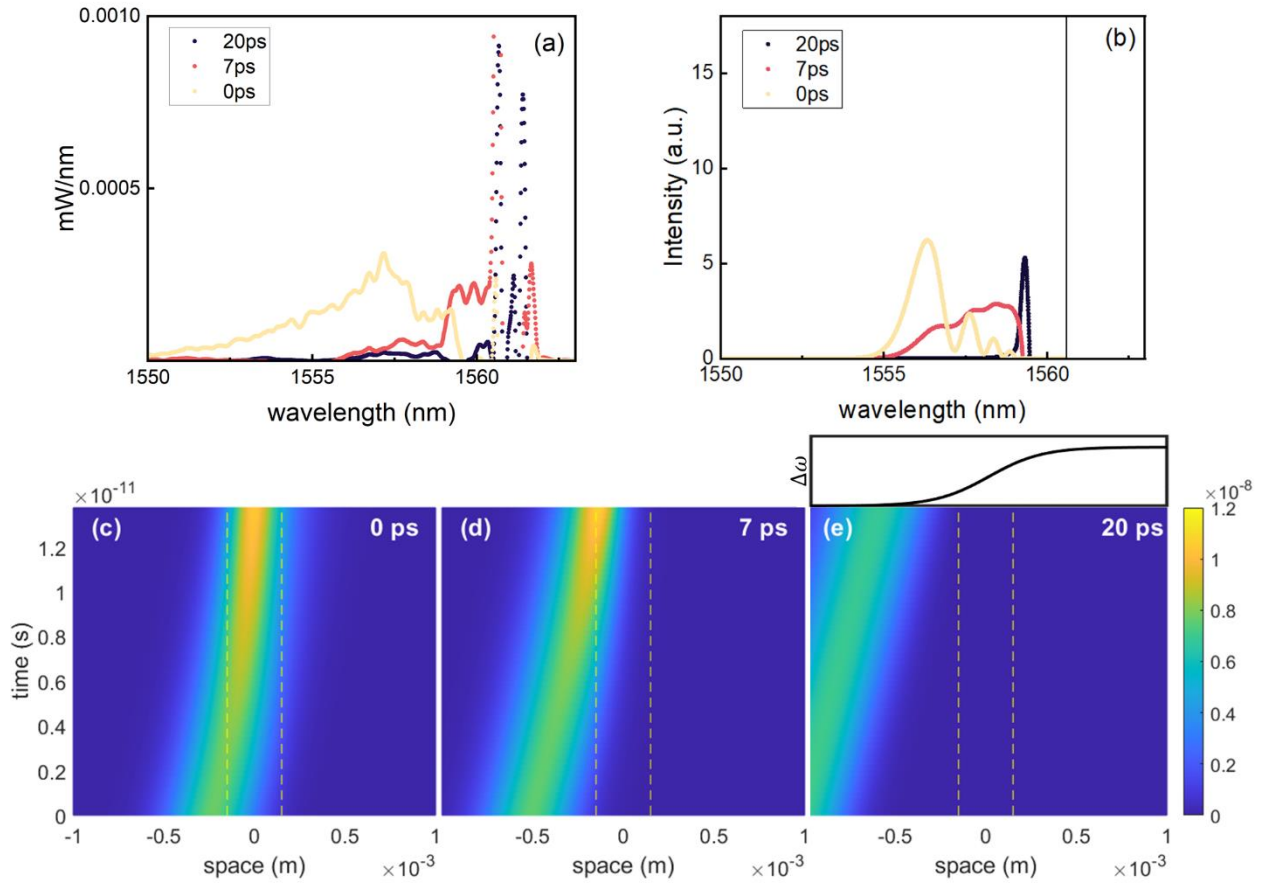 0.0010
20ps
7ps
0ps
(a)
mW/nm
0.0005
1550
1555
1560
wavelength (nm)
20ps
7ps
0ps
(b)
Intensity (a.u.)
15
10
5
0
1550
1555
1560
wavelength (nm)
Δω
×10⁻¹¹
(c)
0 ps
(d)
7 ps
(e)
20 ps
×10⁻⁸
1.2
1
0.8
0.6
0.4
0.2
0
time (s)
-1
-0.5
0
0.5
1
space (m)
×10⁻³
-0.5
0
0.5
1
space (m)
×10⁻³
-0.5
0
0.5
1
space (m)
×10⁻³
1.2
1
0.8
0.6
0.4
0.2
0